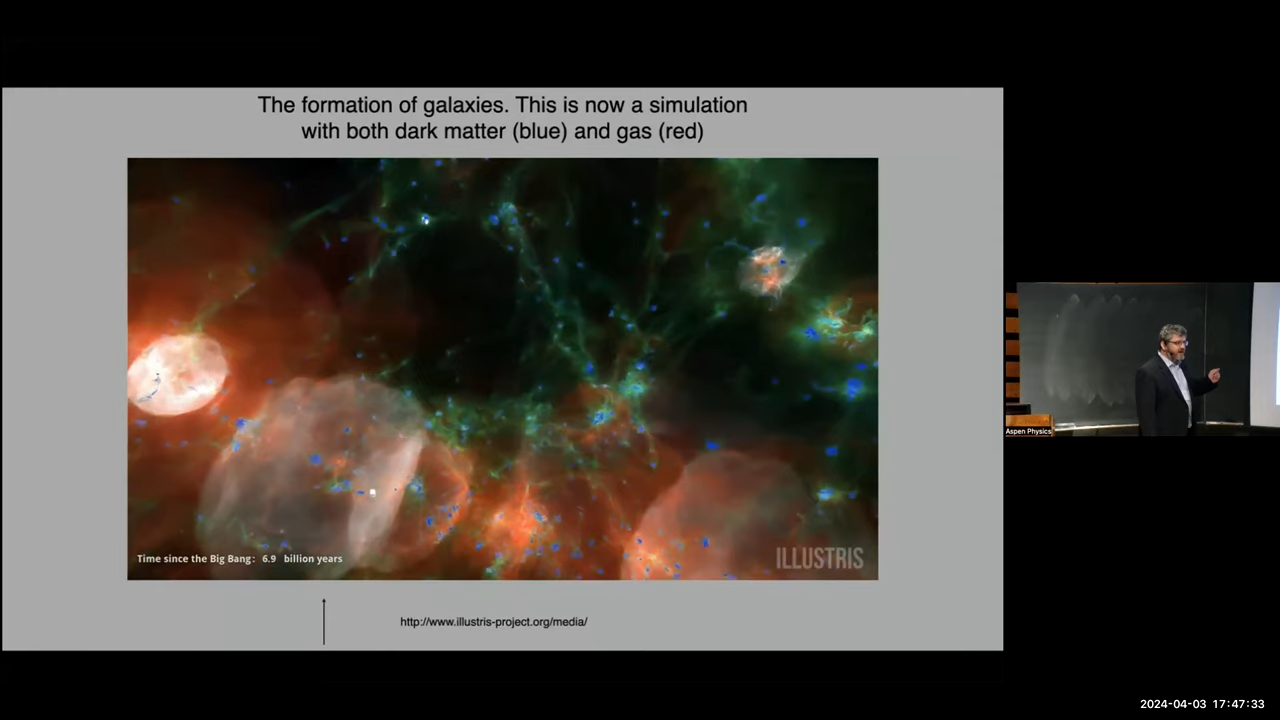 The formation of galaxies. This is now a simulation
with both dark matter (blue) and gas (red)
Time since the Big Bang: 6.9 billion years
ILLUSTRIS
http://www.illustris-project.org/media/
Aspen Physics
2024-04-03 17:47:33